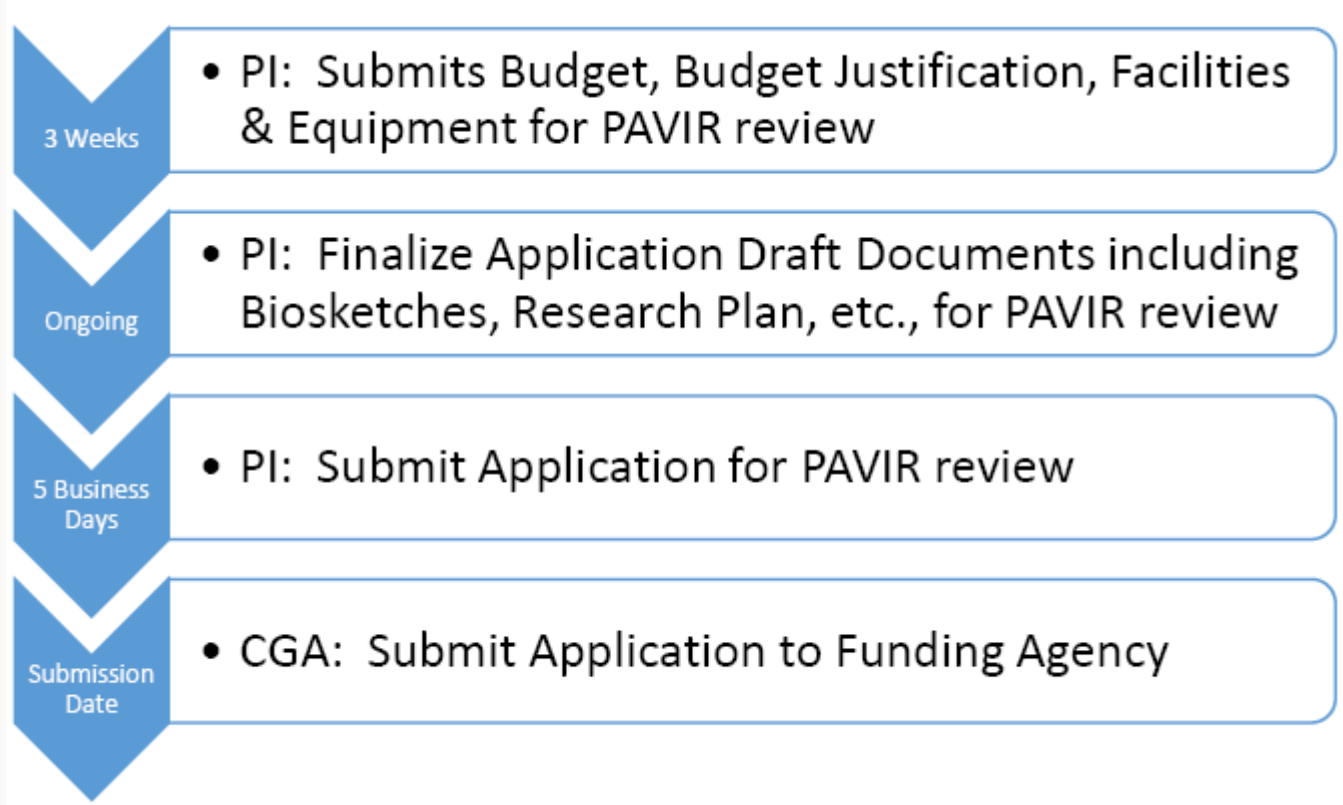 3 Weeks
• PI:  Submits Budget, Budget Justification, Facilities
& Equipment for PAVIR review
Ongoing
• PI:  Finalize Application Draft Documents including
Biosketches, Research Plan, etc., for PAVIR review
5 Business
Days
• PI:  Submit Application for PAVIR review
Submission
Date
• CGA:  Submit Application to Funding Agency